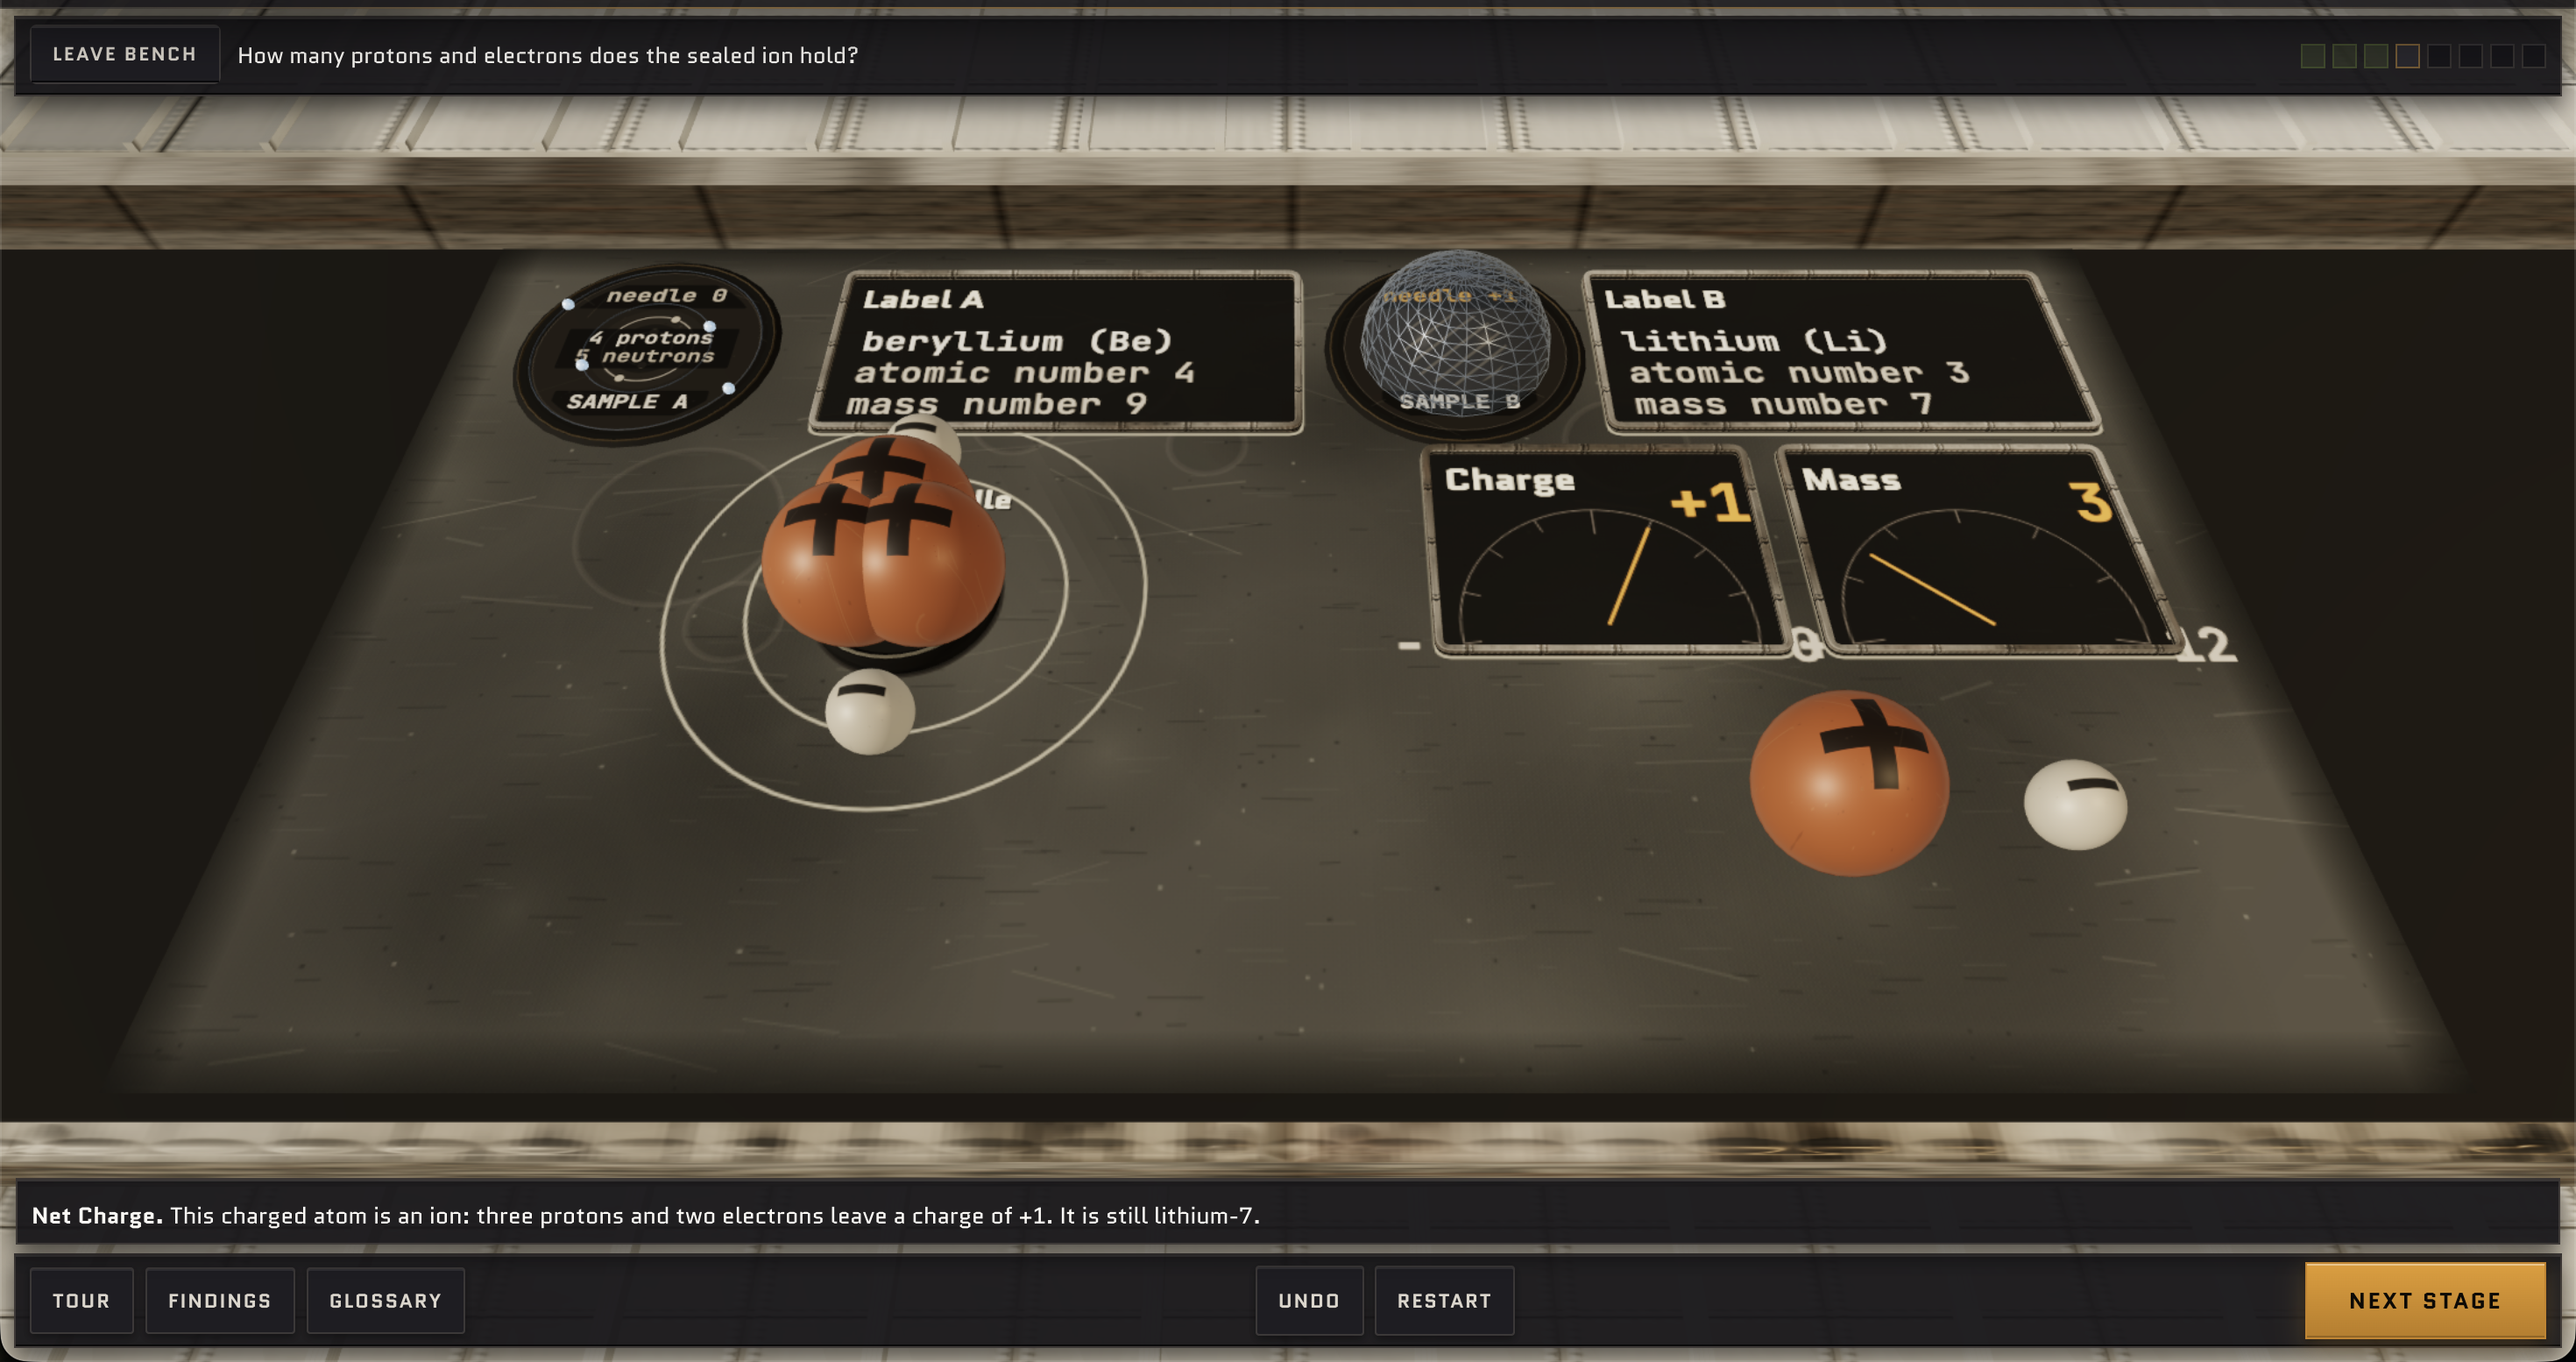 LEAVE BENCH
How many protons and electrons does the sealed ion hold?
needle 0
4 protons
5 neutrons
SAMPLE A
Label A
beryllium (Be)
atomic number 4
mass number 9
needle +1
SAMPLE B
Label B
lithium (Li)
atomic number 3
mass number 7
Charge
+1
Mass
3
-
0
12
Net Charge. This charged atom is an ion: three protons and two electrons leave a charge of +1. It is still lithium-7.
TOUR
FINDINGS
GLOSSARY
UNDO
RESTART
NEXT STAGE